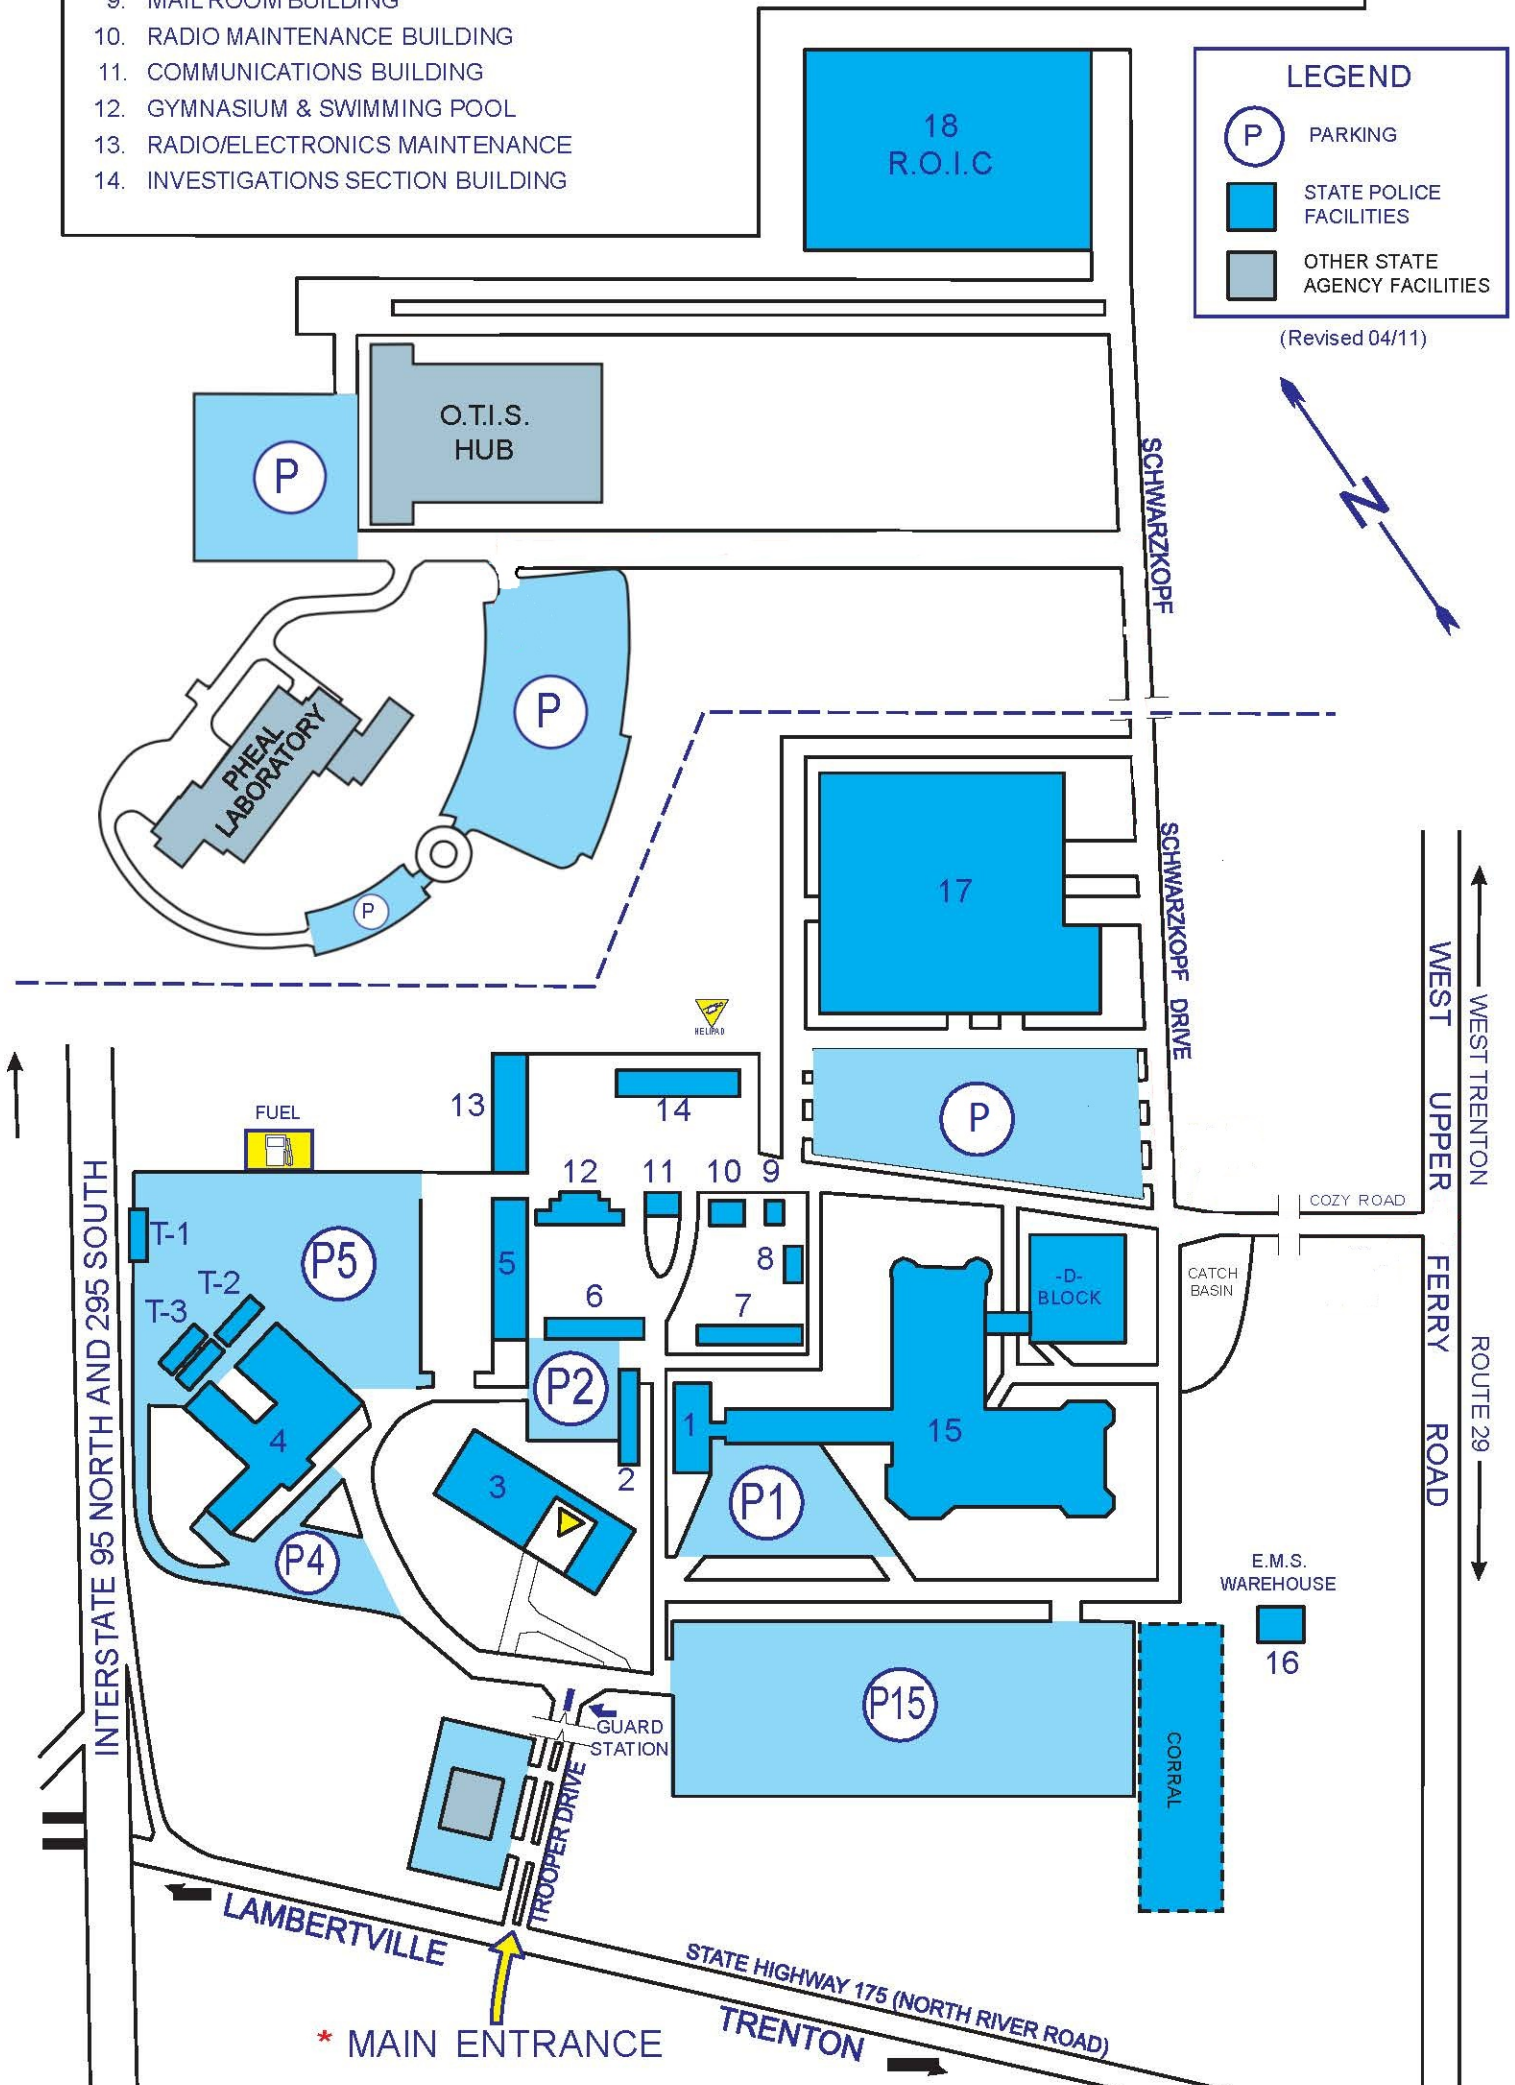 9. MAIL ROOM BUILDING
10. RADIO MAINTENANCE BUILDING
11. COMMUNICATIONS BUILDING
12. GYMNASIUM & SWIMMING POOL
13. RADIO/ELECTRONICS MAINTENANCE
14. INVESTIGATIONS SECTION BUILDING
18
R.O.I.C
LEGEND
P PARKING
STATE POLICE
FACILITIES
OTHER STATE
AGENCY FACILITIES
(Revised 04/11)
N
O.T.I.S.
HUB
P
SCHWARZKOPF
P
PHEAL
LABORATORY
P
17
SCHWARZKOPF DRIVE
HELIPAD
P
WEST UPPER FERRY ROAD
WEST TRENTON
ROUTE 29
FUEL
13
14
12
11
10
9
COZY ROAD
INTERSTATE 95 NORTH AND 295 SOUTH
T-1
P5
5
8
-D-
BLOCK
CATCH
BASIN
T-2
T-3
6
7
P2
4
3
2
1
15
P1
P4
E.M.S.
WAREHOUSE
16
P15
GUARD
STATION
CORRAL
TROOPER DRIVE
LAMBERTVILLE
STATE HIGHWAY 175 (NORTH RIVER ROAD)
TRENTON
* MAIN ENTRANCE